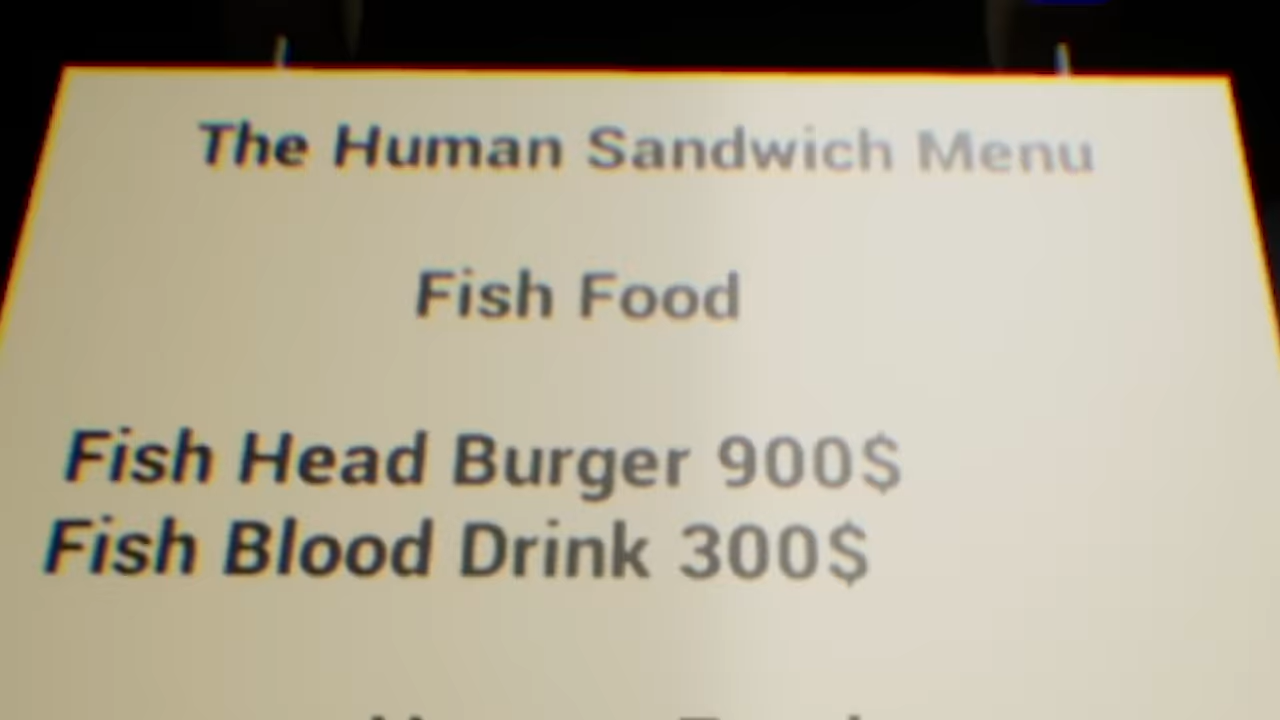 The Human Sandwich Menu
Fish Food
Fish Head Burger 900$
Fish Blood Drink 300$